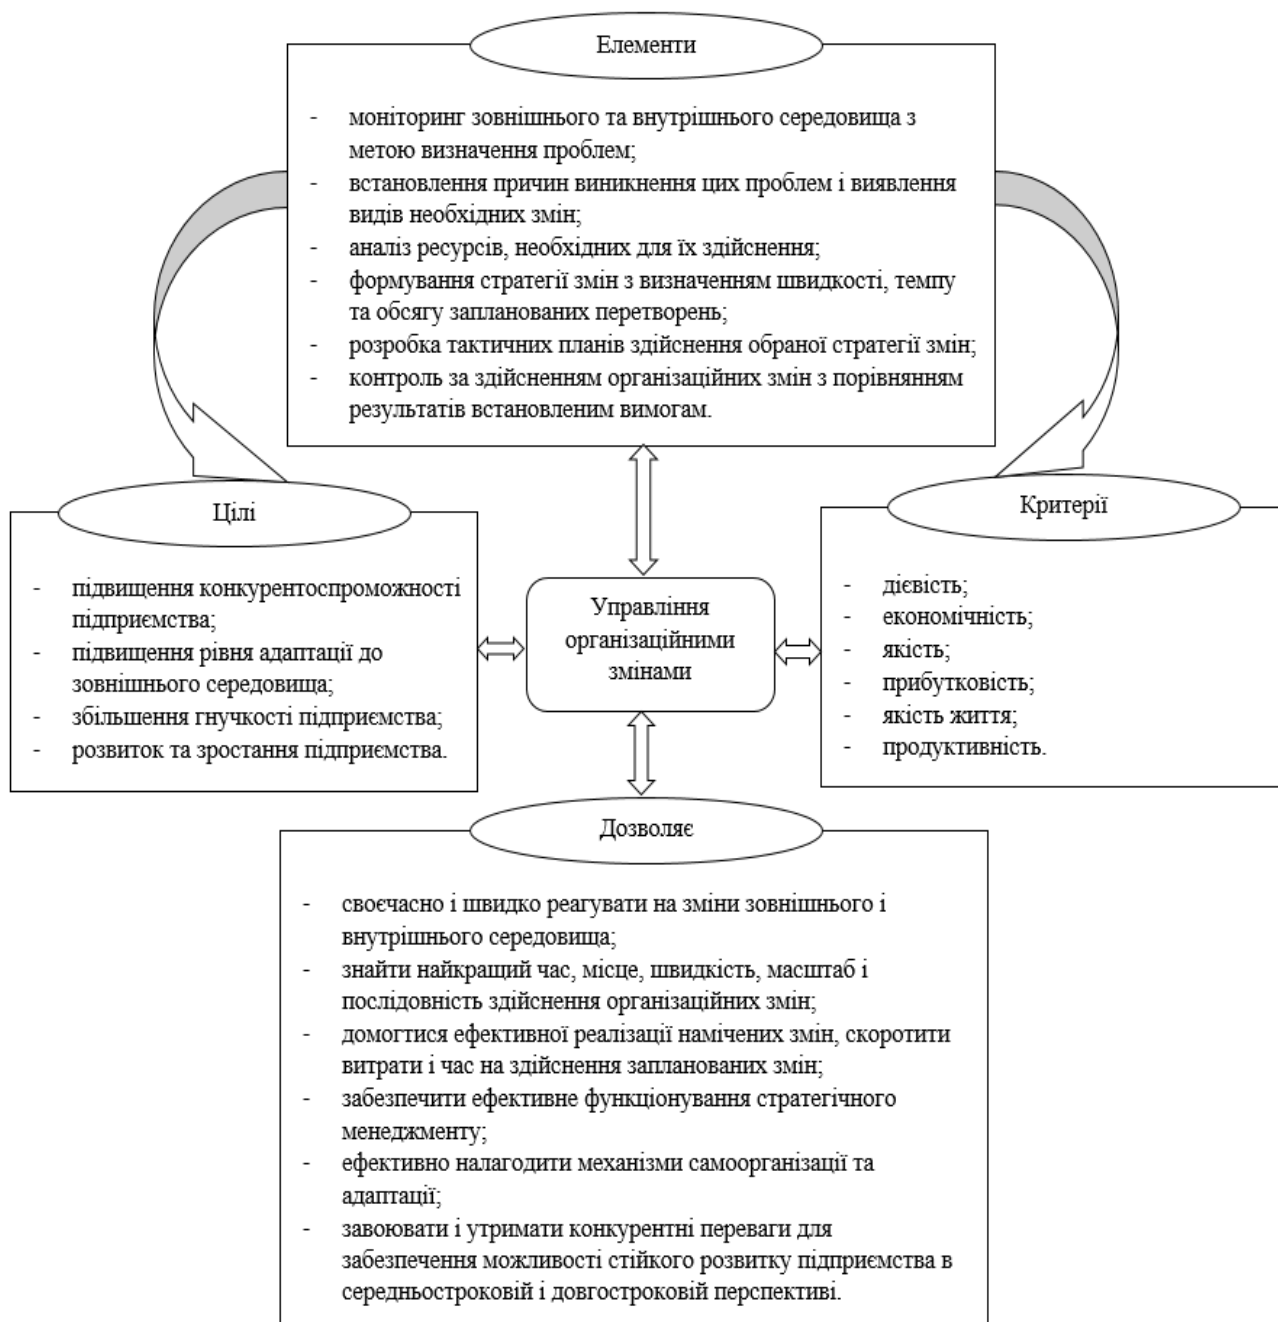 Елементи
- моніторинг зовнішнього та внутрішнього середовища з
метою визначення проблем;
- встановлення причин виникнення цих проблем і виявлення
видів необхідних змін;
- аналіз ресурсів, необхідних для їх здійснення;
- формування стратегії змін з визначенням швидкості, темпу
та обсягу запланованих перетворень;
- розробка тактичних планів здійснення обраної стратегії змін;
- контроль за здійсненням організаційних змін з порівнянням
результатів встановленим вимогам.
Цілі
- підвищення конкурентоспроможності
підприємства;
- підвищення рівня адаптації до
зовнішнього середовища;
- збільшення гнучкості підприємства;
- розвиток та зростання підприємства.
Управління
організаційними
змінами
Критерії
- дієвість;
- економічність;
- якість;
- прибутковість;
- якість життя;
- продуктивність.
Дозволяє
- своєчасно і швидко реагувати на зміни зовнішнього і
внутрішнього середовища;
- знайти найкращий час, місце, швидкість, масштаб і
послідовність здійснення організаційних змін;
- домогтися ефективної реалізації намічених змін, скоротити
витрати і час на здійснення запланованих змін;
- забезпечити ефективне функціонування стратегічного
менеджменту;
- ефективно налагодити механізми самоорганізації та
адаптації;
- завоювати і утримати конкурентні переваги для
забезпечення можливості стійкого розвитку підприємства в
середньостроковій і довгостроковій перспективі.